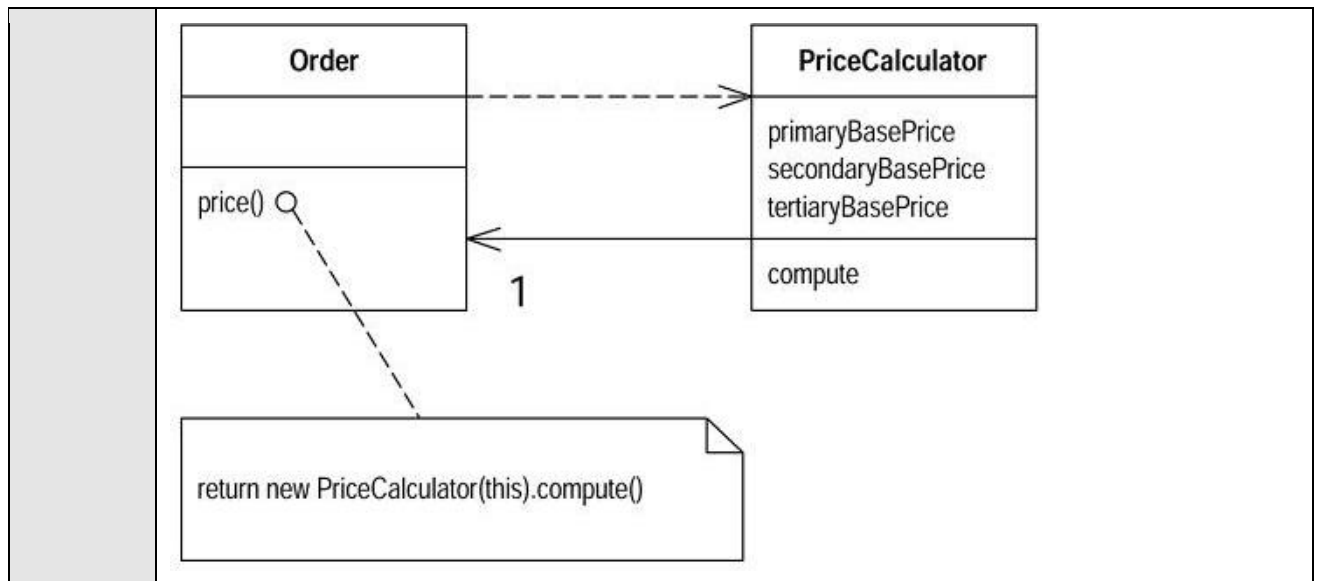 Order
PriceCalculator
primaryBasePrice
secondaryBasePrice
tertiaryBasePrice
price()
1
compute
return new PriceCalculator(this).compute()